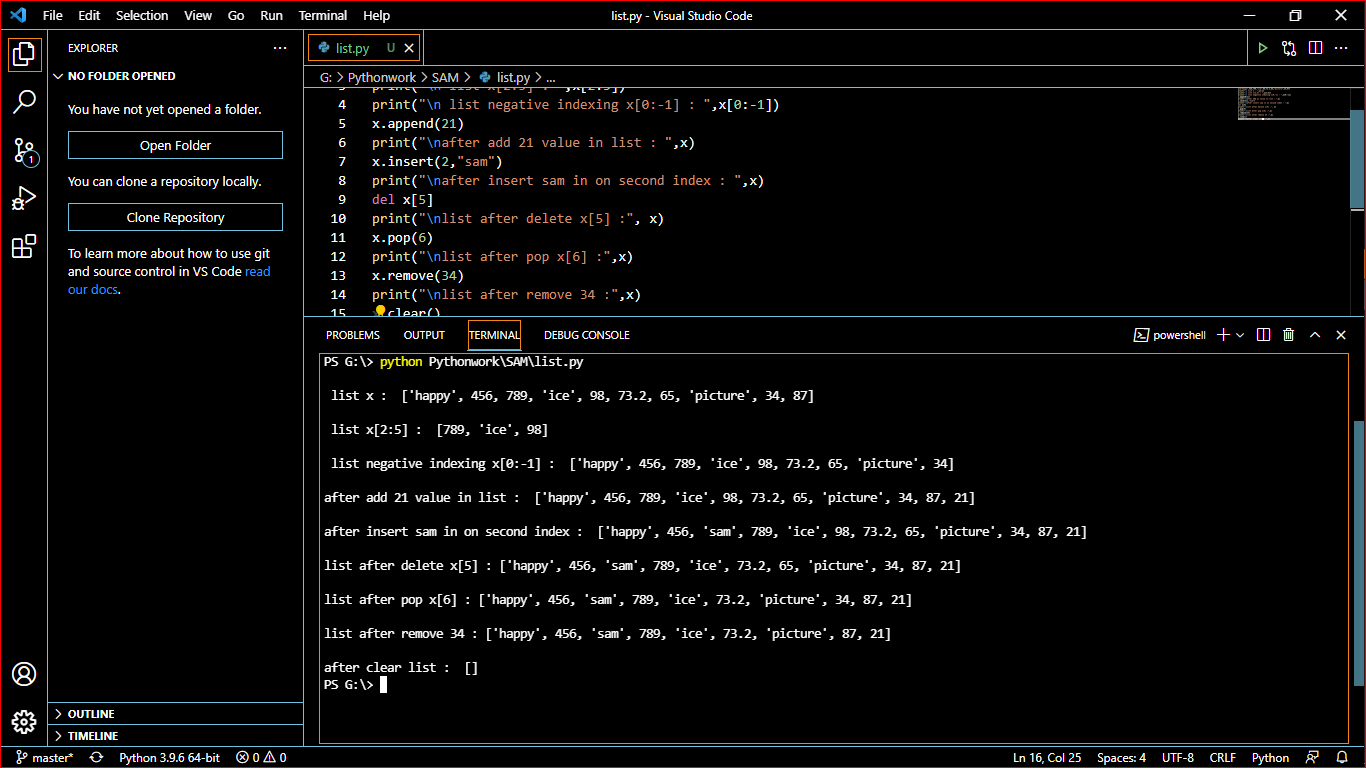 File Edit Selection View Go Run Terminal Help
list.py - Visual Studio Code
EXPLORER
NO FOLDER OPENED
You have not yet opened a folder.
Open Folder
You can clone a repository locally.
Clone Repository
To learn more about how to use git
and source control in VS Code read
our docs.
1
OUTLINE
TIMELINE
list.py U
G: > Pythonwork > SAM > list.py > ...
3 print("\n list x[2:5] : ",x[2:5])
4 print("\n list negative indexing x[0:-1] : ",x[0:-1])
5 x.append(21)
6 print("\nafter add 21 value in list : ",x)
7 x.insert(2,"sam")
8 print("\nafter insert sam in on second index : ",x)
9 del x[5]
10 print("\nlist after delete x[5] :", x)
11 x.pop(6)
12 print("\nlist after pop x[6] :",x)
13 x.remove(34)
14 print("\nlist after remove 34 :",x)
15 x.clear()
PROBLEMS OUTPUT TERMINAL DEBUG CONSOLE
powershell
PS G:\> python Pythonwork\SAM\list.py
list x :  ['happy', 456, 789, 'ice', 98, 73.2, 65, 'picture', 34, 87]
list x[2:5] :  [789, 'ice', 98]
list negative indexing x[0:-1] :  ['happy', 456, 789, 'ice', 98, 73.2, 65, 'picture', 34]
after add 21 value in list :  ['happy', 456, 789, 'ice', 98, 73.2, 65, 'picture', 34, 87, 21]
after insert sam in on second index :  ['happy', 456, 'sam', 789, 'ice', 98, 73.2, 65, 'picture', 34, 87, 21]
list after delete x[5] : ['happy', 456, 'sam', 789, 'ice', 73.2, 65, 'picture', 34, 87, 21]
list after pop x[6] : ['happy', 456, 'sam', 789, 'ice', 73.2, 'picture', 34, 87, 21]
list after remove 34 : ['happy', 456, 'sam', 789, 'ice', 73.2, 'picture', 87, 21]
after clear list :  []
PS G:\>
master* Python 3.9.6 64-bit 0 0
Ln 16, Col 25 Spaces: 4 UTF-8 CRLF Python